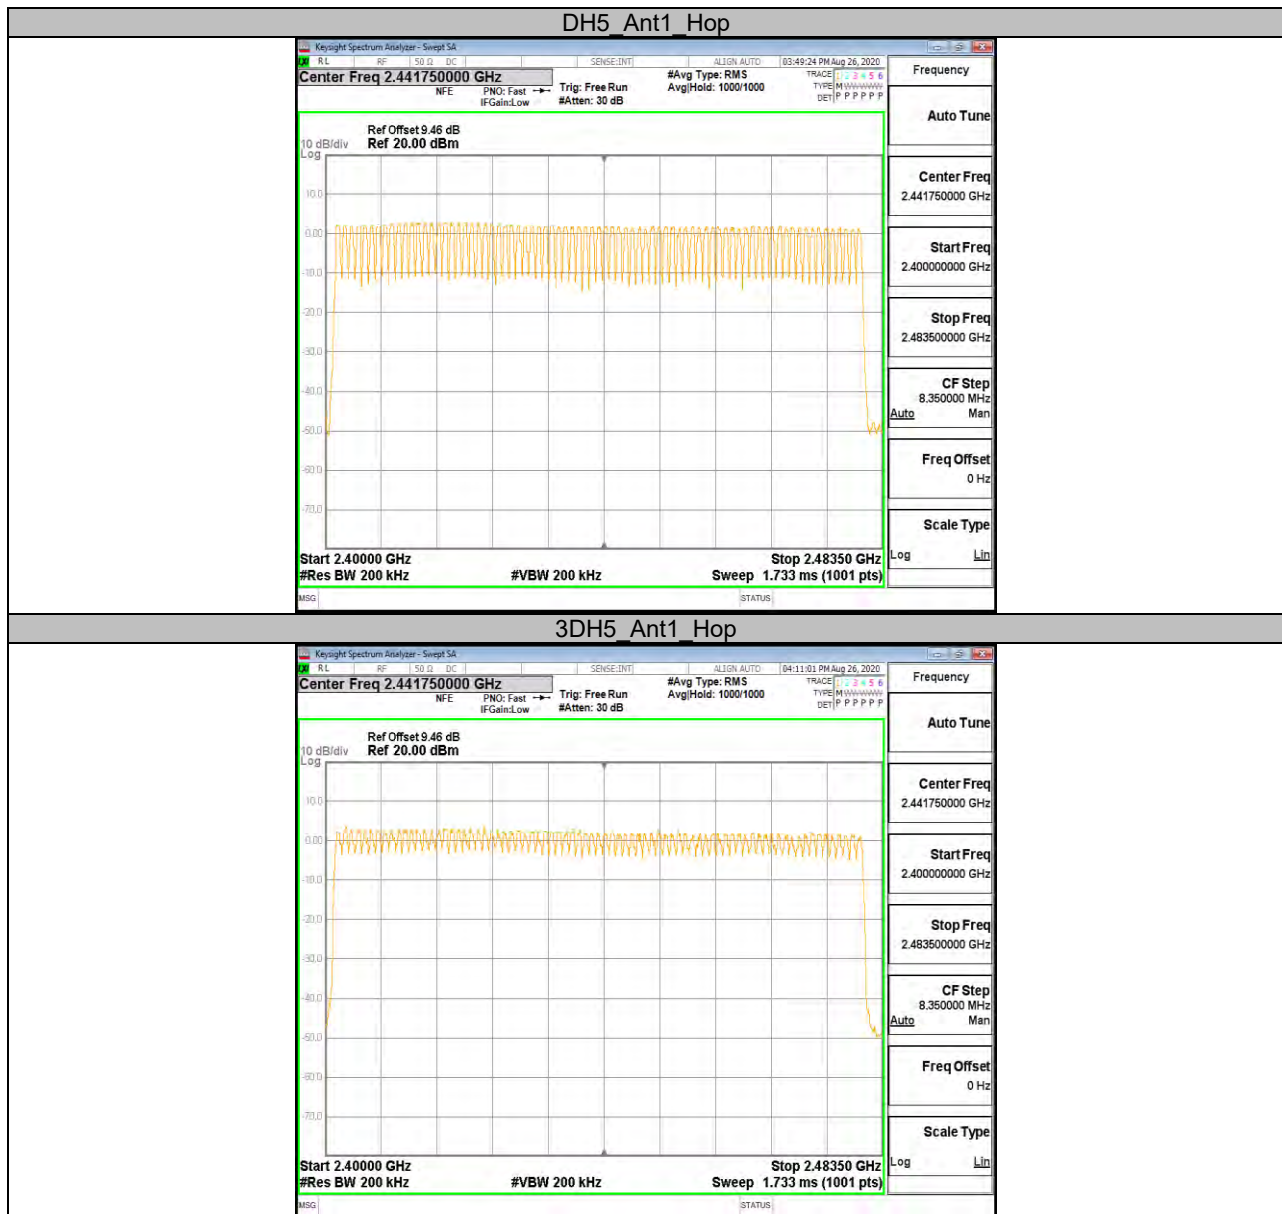 DH5_Ant1_Hop
Keysight Spectrum Analyzer - Swept SA
RL RF 50 Ω DC SENSE:INT ALIGN AUTO 03:49:24 PM Aug 26, 2020
Center Freq 2.441750000 GHz #Avg Type: RMS TRACE 1 2 3 4 5 6
NFE PNO: Fast Trig: Free Run Avg|Hold: 1000/1000 TYPE M WWWWW
IFGain:Low #Atten: 30 dB DET P P P P P P
Ref Offset 9.46 dB
10 dB/div Ref 20.00 dBm
Log
10.0
0.00
-10.0
-20.0
-30.0
-40.0
-50.0
-60.0
-70.0
Start 2.40000 GHz Stop 2.48350 GHz
#Res BW 200 kHz #VBW 200 kHz Sweep 1.733 ms (1001 pts)
MSG STATUS
Frequency
Auto Tune
Center Freq
2.441750000 GHz
Start Freq
2.400000000 GHz
Stop Freq
2.483500000 GHz
CF Step
8.350000 MHz
Auto Man
Freq Offset
0 Hz
Scale Type
Log Lin
3DH5_Ant1_Hop
Keysight Spectrum Analyzer - Swept SA
RL RF 50 Ω DC SENSE:INT ALIGN AUTO 04:11:01 PM Aug 26, 2020
Center Freq 2.441750000 GHz #Avg Type: RMS TRACE 1 2 3 4 5 6
NFE PNO: Fast Trig: Free Run Avg|Hold: 1000/1000 TYPE M WWWWW
IFGain:Low #Atten: 30 dB DET P P P P P P
Ref Offset 9.46 dB
10 dB/div Ref 20.00 dBm
Log
10.0
0.00
-10.0
-20.0
-30.0
-40.0
-50.0
-60.0
-70.0
Start 2.40000 GHz Stop 2.48350 GHz
#Res BW 200 kHz #VBW 200 kHz Sweep 1.733 ms (1001 pts)
MSG STATUS
Frequency
Auto Tune
Center Freq
2.441750000 GHz
Start Freq
2.400000000 GHz
Stop Freq
2.483500000 GHz
CF Step
8.350000 MHz
Auto Man
Freq Offset
0 Hz
Scale Type
Log Lin